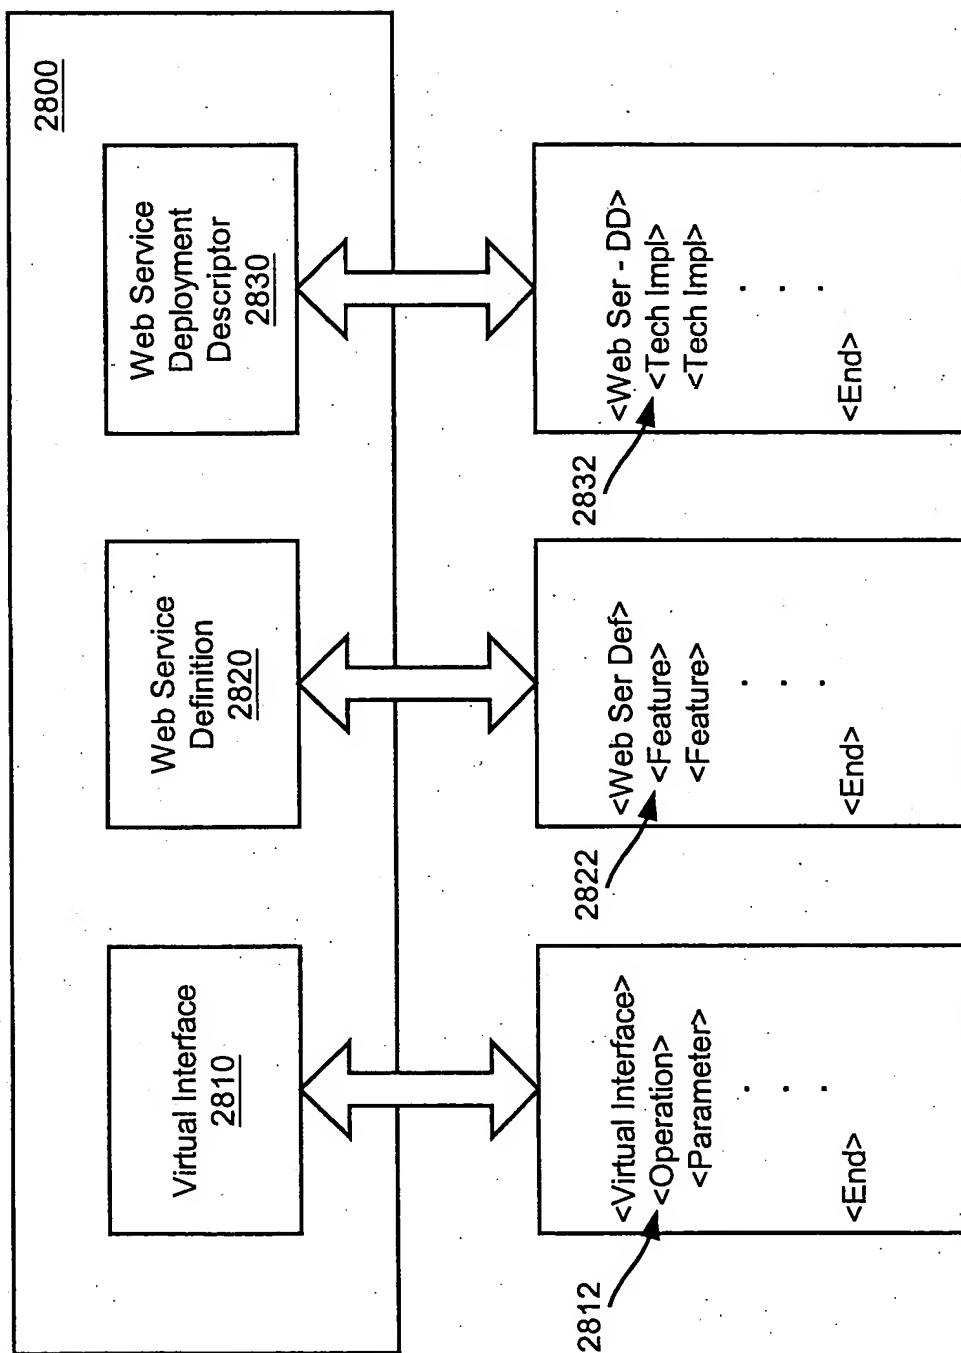 2800
Virtual Interface
2810
Web Service
Definition
2820
Web Service
Deployment
Descriptor
2830
2812
<Virtual Interface>
<Operation>
<Parameter>
<End>
2822
<Web Ser Def>
<Feature>
<Feature>
<End>
2832
<Web Ser - DD>
<Tech Impl>
<Tech Impl>
<End>